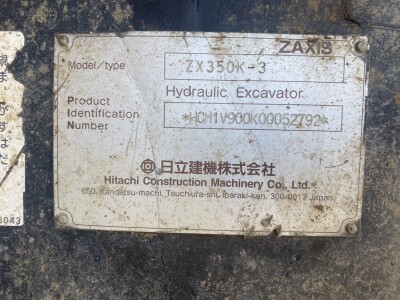 ZAXIS
Model/type ZX350K-3
Hydraulic Excavator
Product
Identification
Number
*HCM1V900K00052792*
日立建機株式会社
Hitachi Construction Machinery Co., Ltd.
650, Kandatsu-machi, Tsuchiura-shi, Ibaraki-ken, 300-0013 Japan